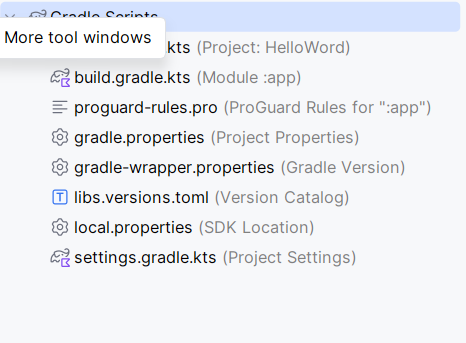 Gradle Scripts
More tool windows
.kts (Project: HelloWord)
build.gradle.kts (Module :app)
proguard-rules.pro (ProGuard Rules for ":app")
gradle.properties (Project Properties)
gradle-wrapper.properties (Gradle Version)
libs.versions.toml (Version Catalog)
local.properties (SDK Location)
settings.gradle.kts (Project Settings)